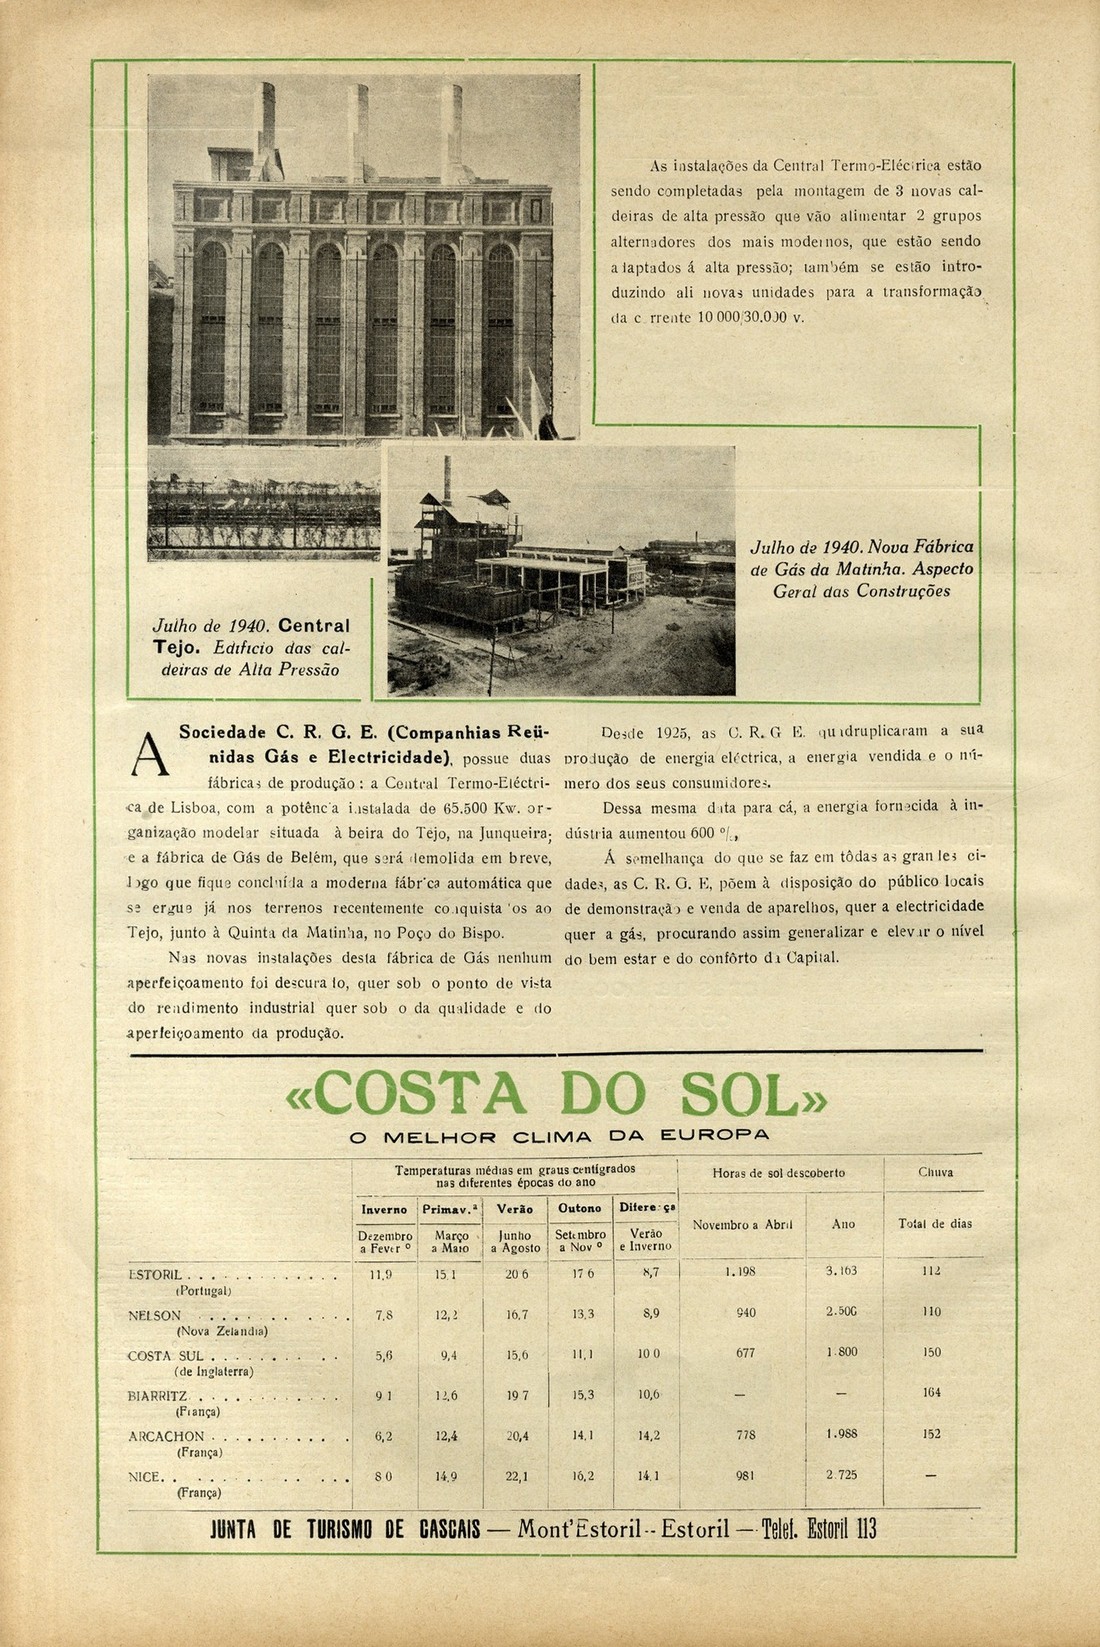 As instalações da Central Termo-Eléctrica estão
sendo completadas pela montagem de 3 novas cal-
deiras de alta pressão que vão alimentar 2 grupos
alternadores dos mais modernos, que estão sendo
a laptados á alta pressão; também se estão intro-
duzindo ali novas unidades para a transformação
da c rrente 10 000/30.000 v.
Julho de 1940. Nova Fábrica
de Gás da Matinha. Aspecto
Geral das Construções
Julho de 1940. Central
Tejo. Edificio das cal-
deiras de Alta Pressão
A Sociedade C. R. G. E. (Companhias Reü-
nidas Gás e Electricidade), possue duas
fábricas de produção : a Central Termo-Eléctri-
ca de Lisboa, com a potência instalada de 65.500 Kw. or-
ganização modelar situada à beira do Tejo, na Junqueira;
e a fábrica de Gás de Belém, que será demolida em breve,
logo que fique concluída a moderna fábrica automática que
se ergue já nos terrenos recentemente conquista os ao
Tejo, junto à Quinta da Matinha, no Poço do Bispo.
Nas novas instalações desta fábrica de Gás nenhum
aperfeiçoamento foi descura lo, quer sob o ponto de vista
do rendimento industrial quer sob o da qualidade e do
aperfeiçoamento da produção.
Desde 1925, as C. R. G E. quadruplicaram a sua
produção de energia eléctrica, a energia vendida e o nú-
mero dos seus consumidores.
Dessa mesma data para cá, a energia fornecida à in-
dústria aumentou 600 %,
Á semelhança do que se faz em tôdas as gran les ci-
dades, as C. R. G. E, põem à disposição do público locais
de demonstração e venda de aparelhos, quer a electricidade
quer a gás, procurando assim generalizar e elevar o nível
do bem estar e do confôrto da Capital.
«COSTA DO SOL»
O MELHOR CLIMA DA EUROPA
Temperaturas médias em graus centígrados
nas diferentes épocas do ano
Horas de sol descoberto
Chuva
Inverno Primav.ª Verão Outono Diferença
Dezembro a Fever º Março a Maio Junho a Agosto Setembro a Nov º Verão e Inverno
Novembro a Abril Ano Total de dias
ESTORIL . . . . . . . . . . . . . 11,9 15 1 20 6 17 6 8,7 1.198 3.163 112
(Portugal)
NELSON . . . . . . . . . . 7,8 12,2 16,7 13,3 8,9 940 2.506 110
(Nova Zelandia)
COSTA SUL . . . . . . . . . . 5,6 9,4 15,6 11,1 10 0 677 1 800 150
(de Inglaterra)
BIARRITZ . . . . . . . . . . . . 9 1 12,6 19 7 15,3 10,6 — — 164
(França)
ARCACHON . . . . . . . . . . . 6,2 12,4 20,4 14,1 14,2 778 1.988 152
(França)
NICE. . . . . . . . . . . . . 8 0 14,9 22,1 16,2 14,1 981 2 725 —
(França)
JUNTA DE TURISMO DE CASCAIS — Mont'Estoril -- Estoril — Telef. Estoril 113